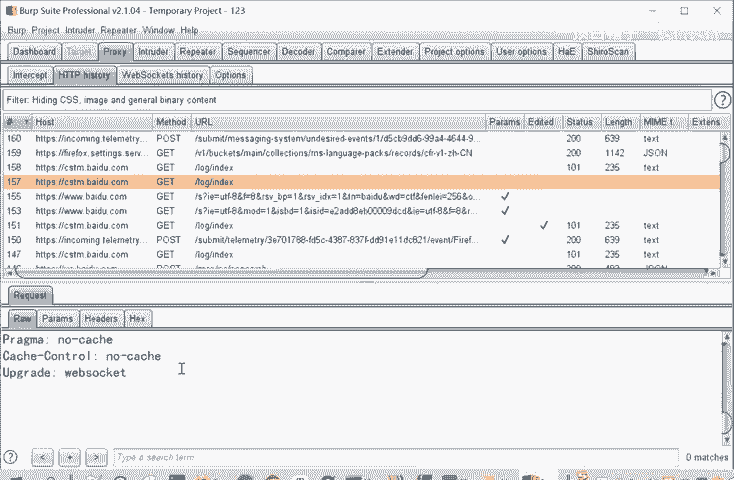 Burp Suite Professional v2.1.04 - Temporary Project - 123
Burp Project Intruder Repeater Window Help
Dashboard Target Proxy Intruder Repeater Sequencer Decoder Comparer Extender Project options User options HaE ShiroScan
Intercept HTTP history WebSockets history Options
Filter: Hiding CSS, image and general binary content
# Host Method URL Params Edited Status Length MIME t. Extens
160 https://incoming.telemetry... POST /submit/messaging-system/undesired-events/1/d5cb9dd6-99a4-4644-9... 200 639 text
159 https://firefox.settings.serv... GET /v1/buckets/main/collections/ms-language-packs/records/cfr-v1-zh-CN 200 1142 JSON
158 https://cstm.baidu.com GET /log/index 101 235 text
157 https://cstm.baidu.com GET /log/index
155 https://www.baidu.com GET /s?ie=utf-8&f=8&rsv_bp=1&rsv_idx=1&tn=baidu&wd=ctf&fenlei=256&o... ✓
153 https://www.baidu.com GET /s?ie=utf-8&mod=1&isbd=1&isid=e2add8eb00009dcd&ie=utf-8&f=8&r... ✓
151 https://cstm.baidu.com GET /log/index ✓ 101 235 text
150 https://incoming.telemetry... POST /submit/telemetry/3e701788-fd5c-4387-837f-dd91e11dc621/event/Firef... ✓ 200 639 text
147 https://cstm.baidu.com GET /log/index 101 235 text
Request
Raw Params Headers Hex
Pragma: no-cache
Cache-Control: no-cache
Upgrade: websocket
? < + > Type a search term 0 matches